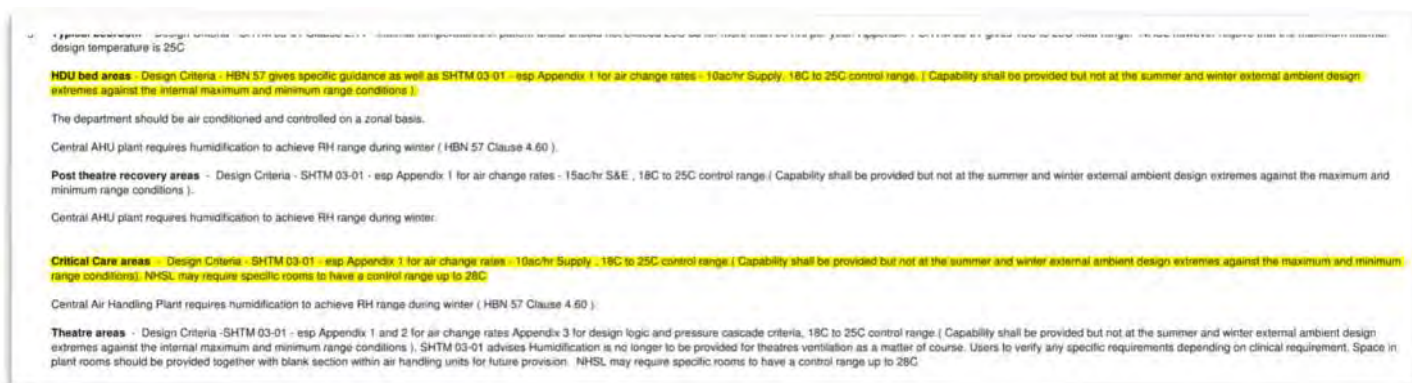 design temperature is 25C
HDU bed areas - Design Criteria - HBN 57 gives specific guidance as well as SHTM 03-01 - esp Appendix 1 for air change rates - 10ac/hr Supply, 18C to 25C control range. ( Capability shall be provided but not at the summer and winter external ambient design
extremes against the internal maximum and minimum range conditions ).
The department should be air conditioned and controlled on a zonal basis.
Central AHU plant requires humidification to achieve RH range during winter ( HBN 57 Clause 4.60 ).
Post theatre recovery areas - Design Criteria - SHTM 03-01 - esp Appendix 1 for air change rates - 15ac/hr S&E , 18C to 25C control range.( Capability shall be provided but not at the summer and winter external ambient design extremes against the maximum and
minimum range conditions ).
Central AHU plant requires humidification to achieve RH range during winter.
Critical Care areas - Design Criteria - SHTM 03-01 - esp Appendix 1 for air change rates - 10ac/hr Supply , 18C to 25C control range.( Capability shall be provided but not at the summer and winter external ambient design extremes against the maximum and minimum
range conditions). NHSL may require specific rooms to have a control range up to 28C
Central Air Handling Plant requires humidification to achieve RH range during winter ( HBN 57 Clause 4.60 )
Theatre areas - Design Criteria -SHTM 03-01 - esp Appendix 1 and 2 for air change rates Appendix 3 for design logic and pressure cascade criteria, 18C to 25C control range.( Capability shall be provided but not at the summer and winter external ambient design
extremes against the internal maximum and minimum range conditions ). SHTM 03-01 advises Humidification is no longer to be provided for theatres ventilation as a matter of course. Users to verify any specific requirements depending on clinical requirement. Space in
plant rooms should be provided together with blank section within air handling units for future provision. NHSL may require specific rooms to have a control range up to 28C